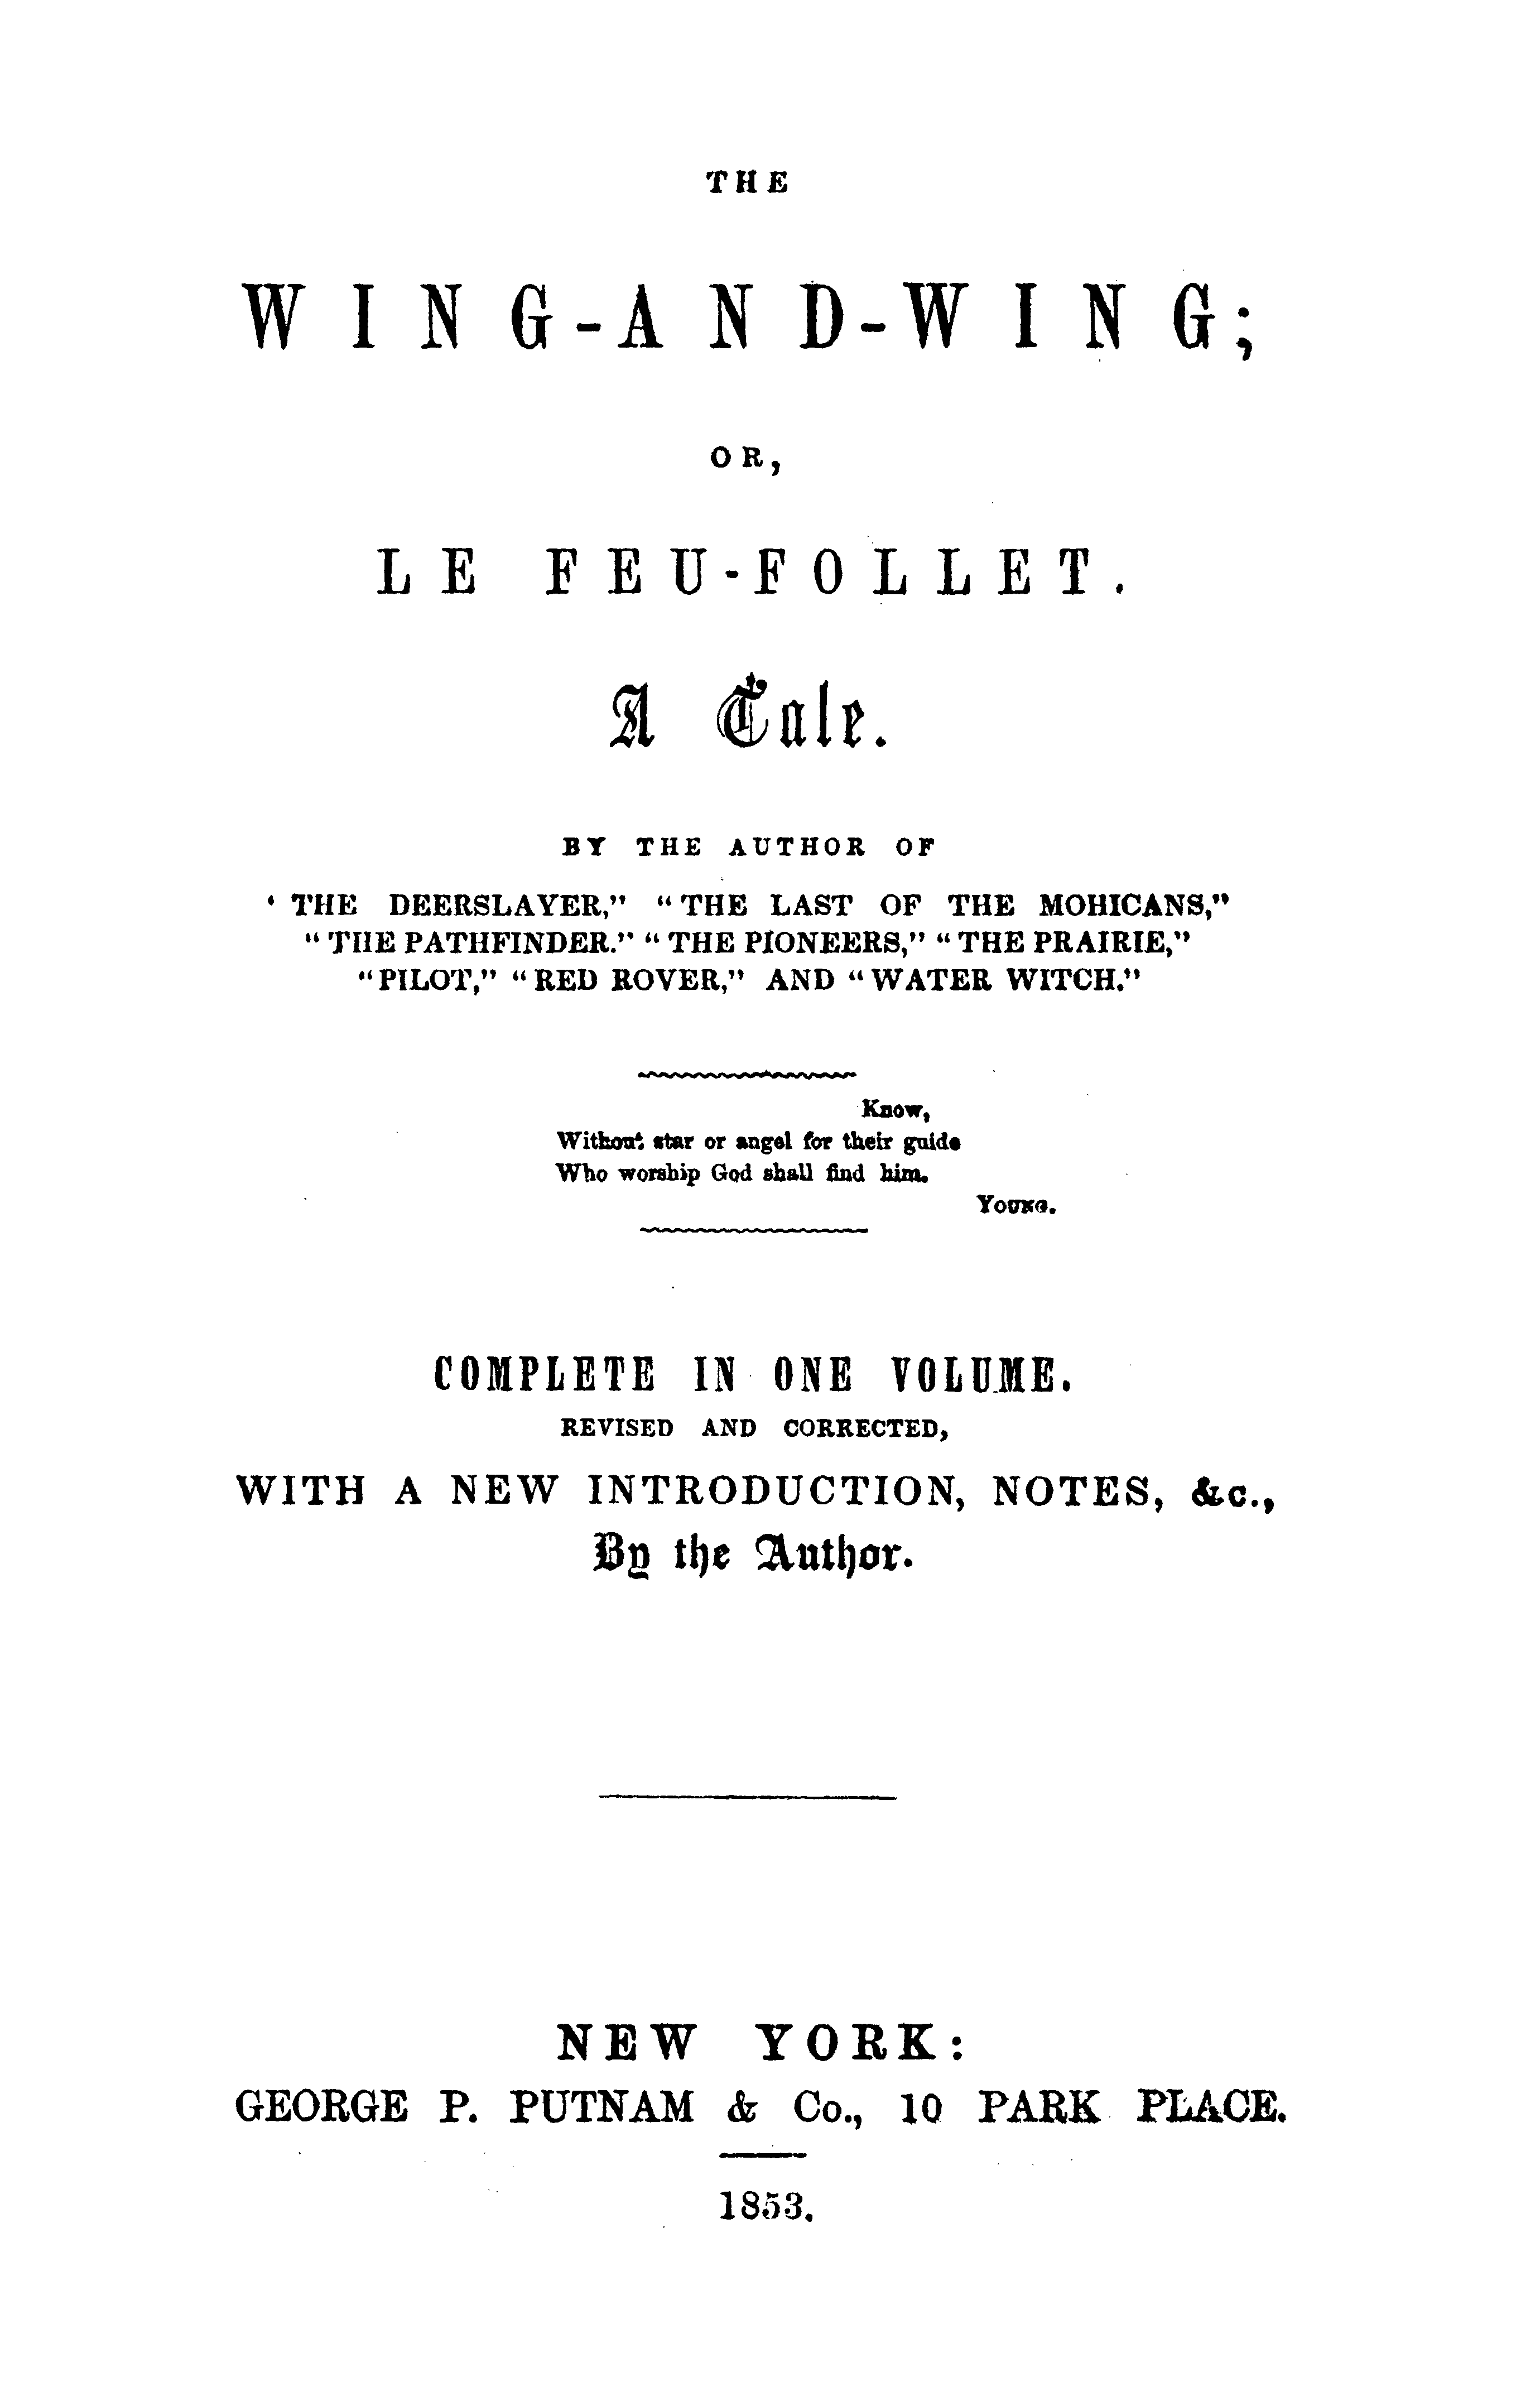 THE
WING-AND-WING;
OR,
LE FEU-FOLLET.
A Tale.
BY THE AUTHOR OF
‘ THE DEERSLAYER,” “ THE LAST OF THE MOHICANS,”
“ THE PATHFINDER.” “ THE PIONEERS,” “ THE PRAIRIE,”
“PILOT,” “ RED ROVER,” AND “WATER WITCH.”
Know,
Without star or angel for their guide
Who worship God shall find him.
YOUNG.
COMPLETE IN ONE VOLUME.
REVISED AND CORRECTED,
WITH A NEW INTRODUCTION, NOTES, &c.,
By the Author.
NEW YORK:
GEORGE P. PUTNAM & Co., 10 PARK PLACE.
1853.